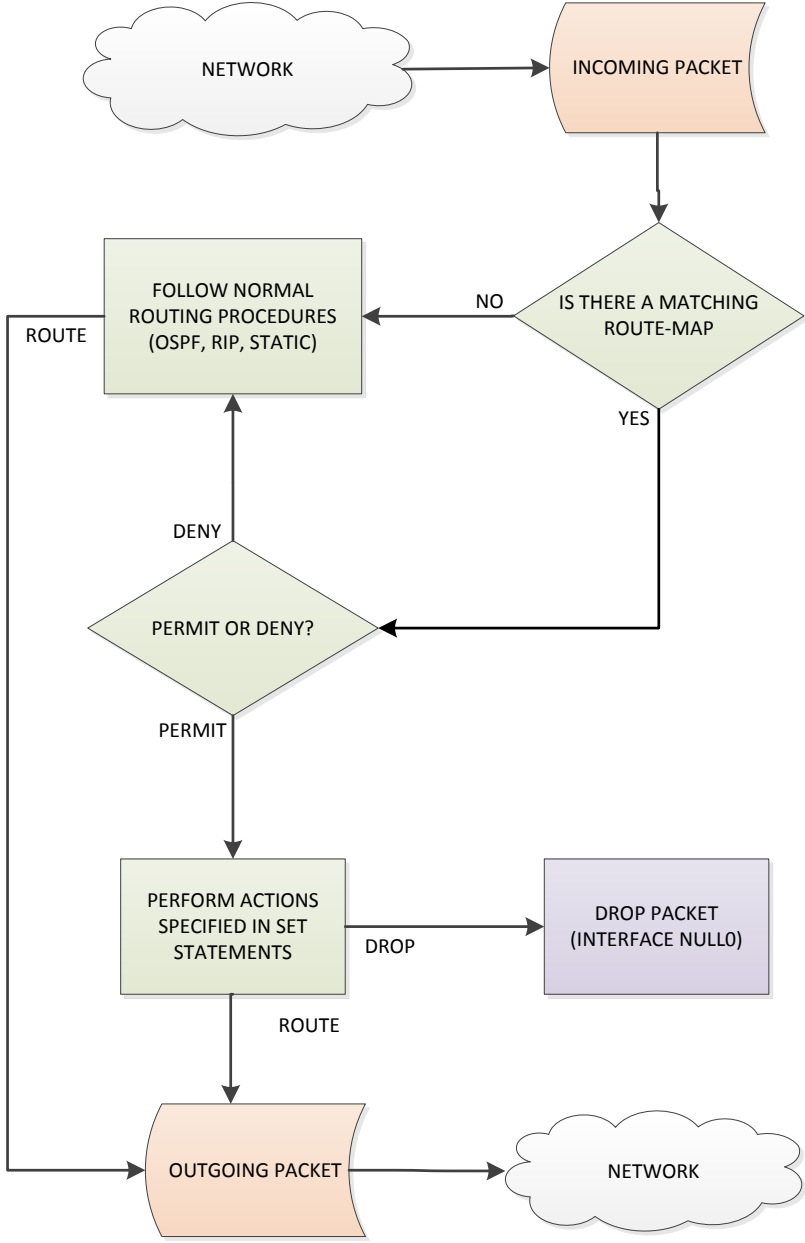 NETWORK
INCOMING PACKET
FOLLOW NORMAL
ROUTING PROCEDURES
(OSPF, RIP, STATIC)
NO
IS THERE A MATCHING
ROUTE-MAP
ROUTE
YES
DENY
PERMIT OR DENY?
PERMIT
PERFORM ACTIONS
SPECIFIED IN SET
STATEMENTS
DROP
DROP PACKET
(INTERFACE NULL0)
ROUTE
OUTGOING PACKET
NETWORK